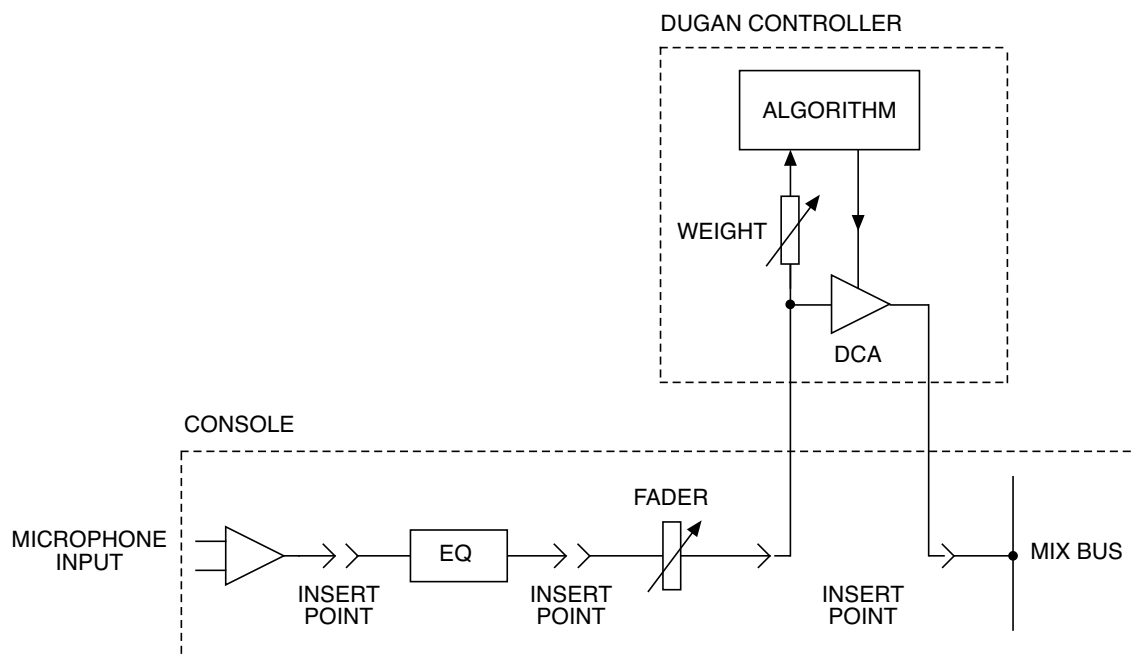 DUGAN CONTROLLER
ALGORITHM
WEIGHT
DCA
CONSOLE
FADER
MICROPHONE
INPUT
EQ
MIX BUS
INSERT
POINT
INSERT
POINT
INSERT
POINT